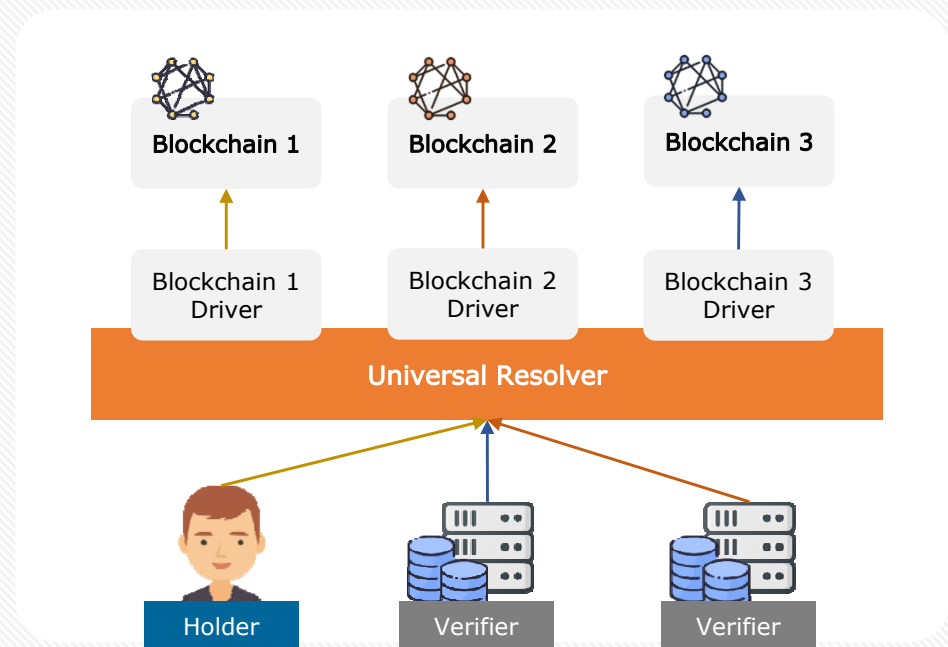 Blockchain 1
Blockchain 2
Blockchain 3
Blockchain 1
Driver
Blockchain 2
Driver
Blockchain 3
Driver
Universal Resolver
Holder
Verifier
Verifier